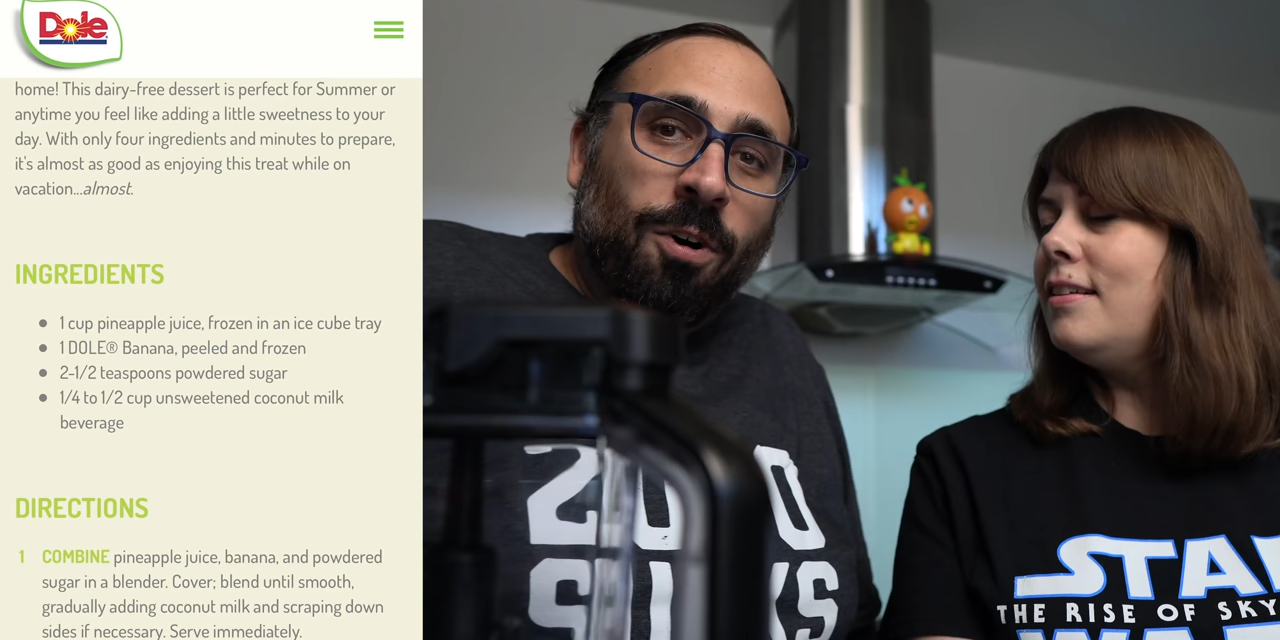 Dole
home! This dairy-free dessert is perfect for Summer or
anytime you feel like adding a little sweetness to your
day. With only four ingredients and minutes to prepare,
it's almost as good as enjoying this treat while on
vacation...almost.
INGREDIENTS
1 cup pineapple juice, frozen in an ice cube tray
1 DOLE® Banana, peeled and frozen
2-1/2 teaspoons powdered sugar
1/4 to 1/2 cup unsweetened coconut milk
beverage
DIRECTIONS
1 COMBINE pineapple juice, banana, and powdered
sugar in a blender. Cover; blend until smooth,
gradually adding coconut milk and scraping down
sides if necessary. Serve immediately.
STA
THE RISE OF SKY